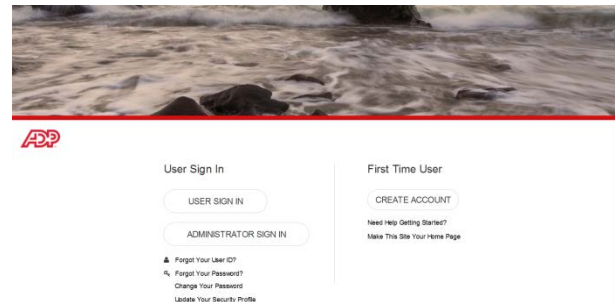 ADP
User Sign In
USER SIGN IN
ADMINISTRATOR SIGN IN
Forgot Your User ID?
Forgot Your Password?
Change Your Password
Update Your Security Profile
First Time User
CREATE ACCOUNT
Need Help Getting Started?
Make This Site Your Home Page